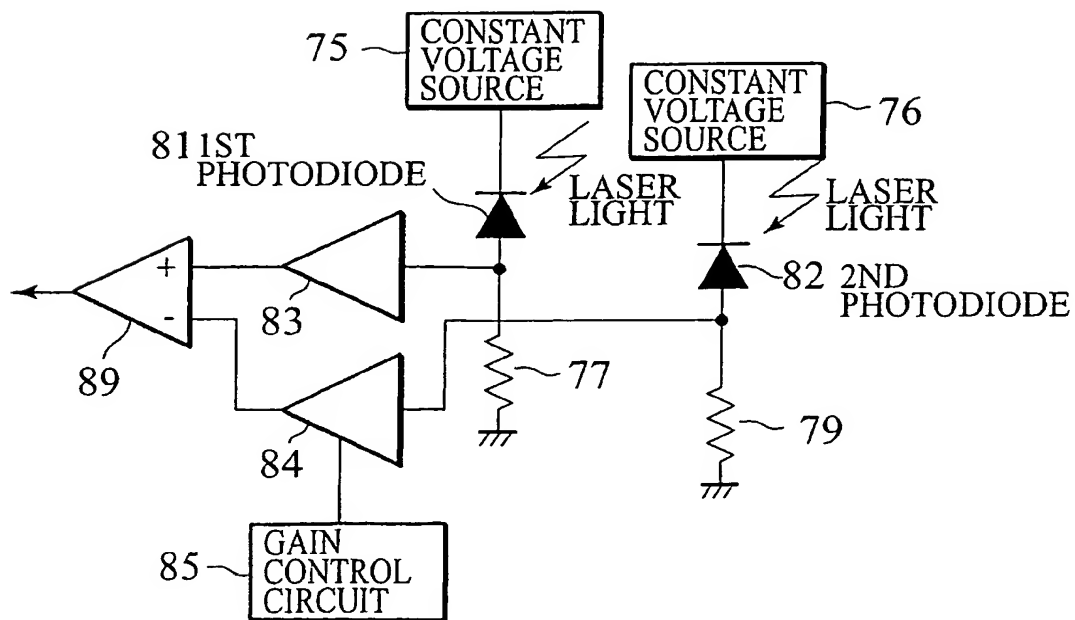 75
CONSTANT
VOLTAGE
SOURCE
CONSTANT
VOLTAGE
SOURCE
76
81 1ST
PHOTODIODE
LASER
LIGHT
LASER
LIGHT
82 2ND
PHOTODIODE
+
-
83
89
77
79
84
85
GAIN
CONTROL
CIRCUIT